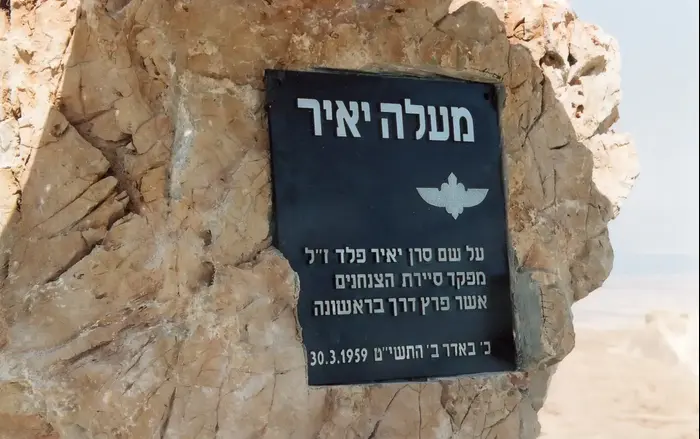 מעלה יאיר
על שם סרן יאיר פלד ז"ל
מפקד סיירת הצנחנים
אשר פרץ דרך בראשונה
כ' באדר ב' התשי"ט 30.3.1959